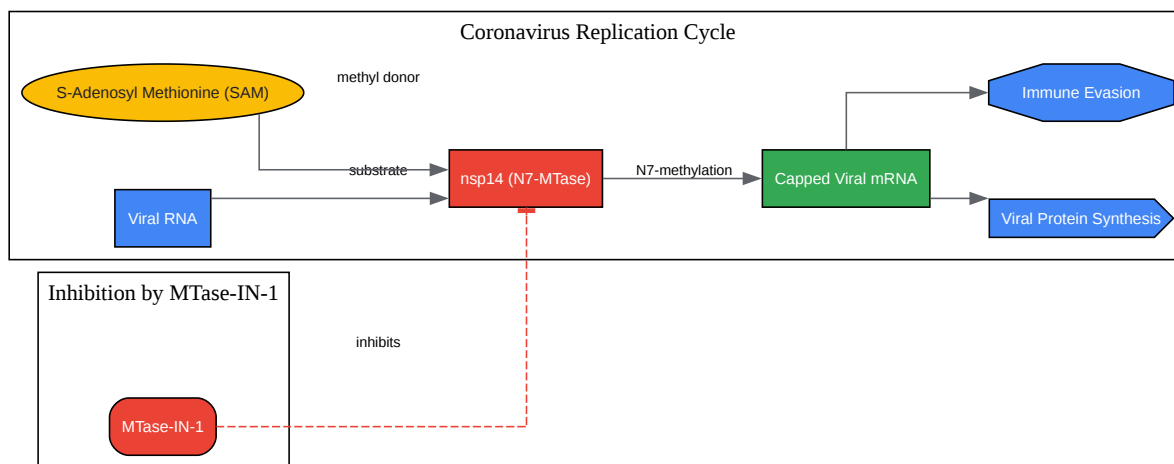 Coronavirus Replication Cycle
methyl donor
S-Adenosyl Methionine (SAM)
Immune Evasion
substrate
nsp14 (N7-MTase)
N7-methylation
Capped Viral mRNA
Viral RNA
Viral Protein Synthesis
Inhibition by MTase-IN-1
inhibits
MTase-IN-1